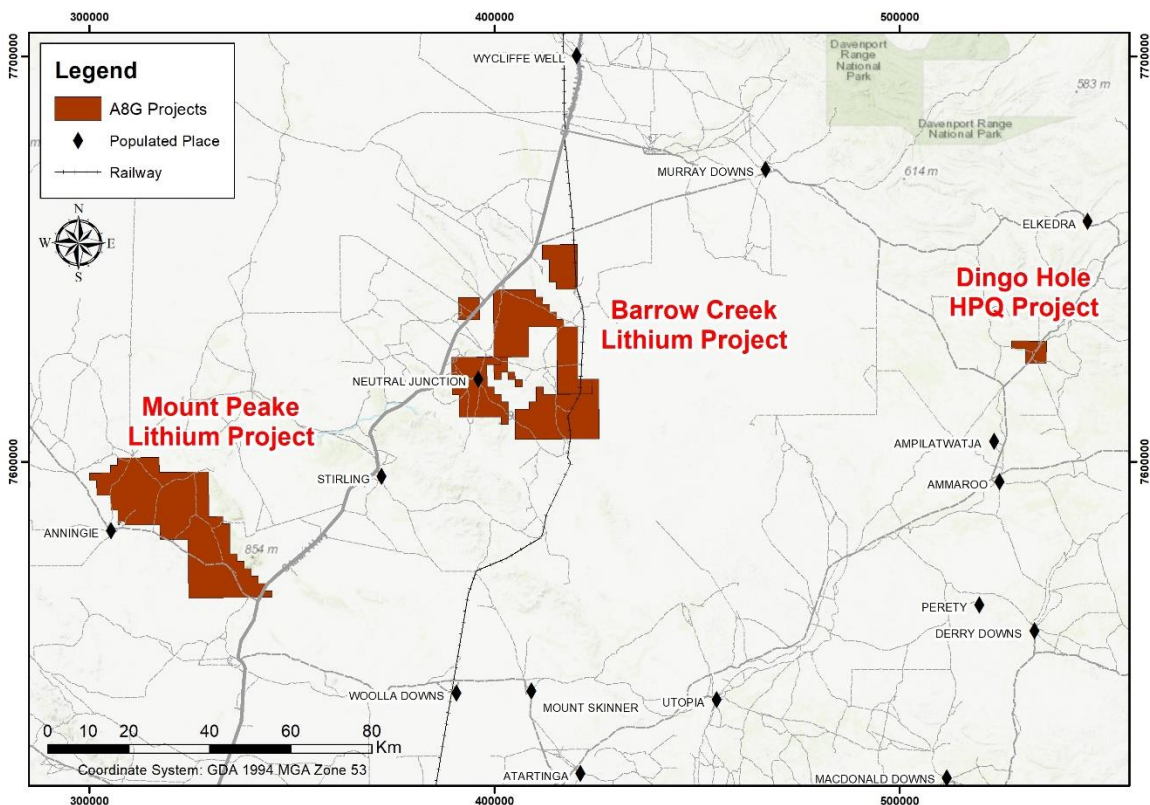 300000
400000
500000
7700000
7700000
Legend
A8G Projects
Populated Place
Railway
N
W
E
S
WYCLIFFE WELL
Davenport
Range
National
Park
583 m
Davenport Range
National Park
MURRAY DOWNS
614 m
ELKEDRA
Dingo Hole
HPQ Project
Barrow Creek
Lithium Project
NEUTRAL JUNCTION
Mount Peake
Lithium Project
AMPILATWATJA
7600000
7600000
STIRLING
AMMAROO
ANNINGIE
854 m
PERETY
DERRY DOWNS
WOOLLA DOWNS
MOUNT SKINNER
UTOPIA
0 10 20 40 60 80
Km
Coordinate System: GDA 1994 MGA Zone 53
ATARTINGA
MACDONALD DOWNS
300000
400000
500000